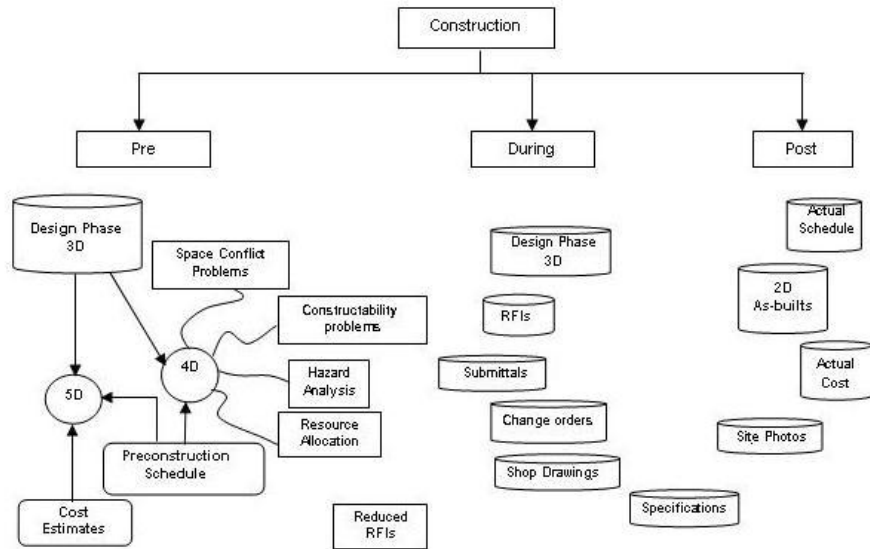 Construction
Pre
During
Post
Design Phase
3D
Space Conflict
Problems
Constructability
problems
4D
Hazard
Analysis
5D
Resource
Allocation
Preconstruction
Schedule
Cost
Estimates
Reduced
RFIs
Design Phase
3D
RFIs
Submittals
Change orders
Shop Drawings
Specifications
Actual
Schedule
2D
As-builts
Actual
Cost
Site Photos